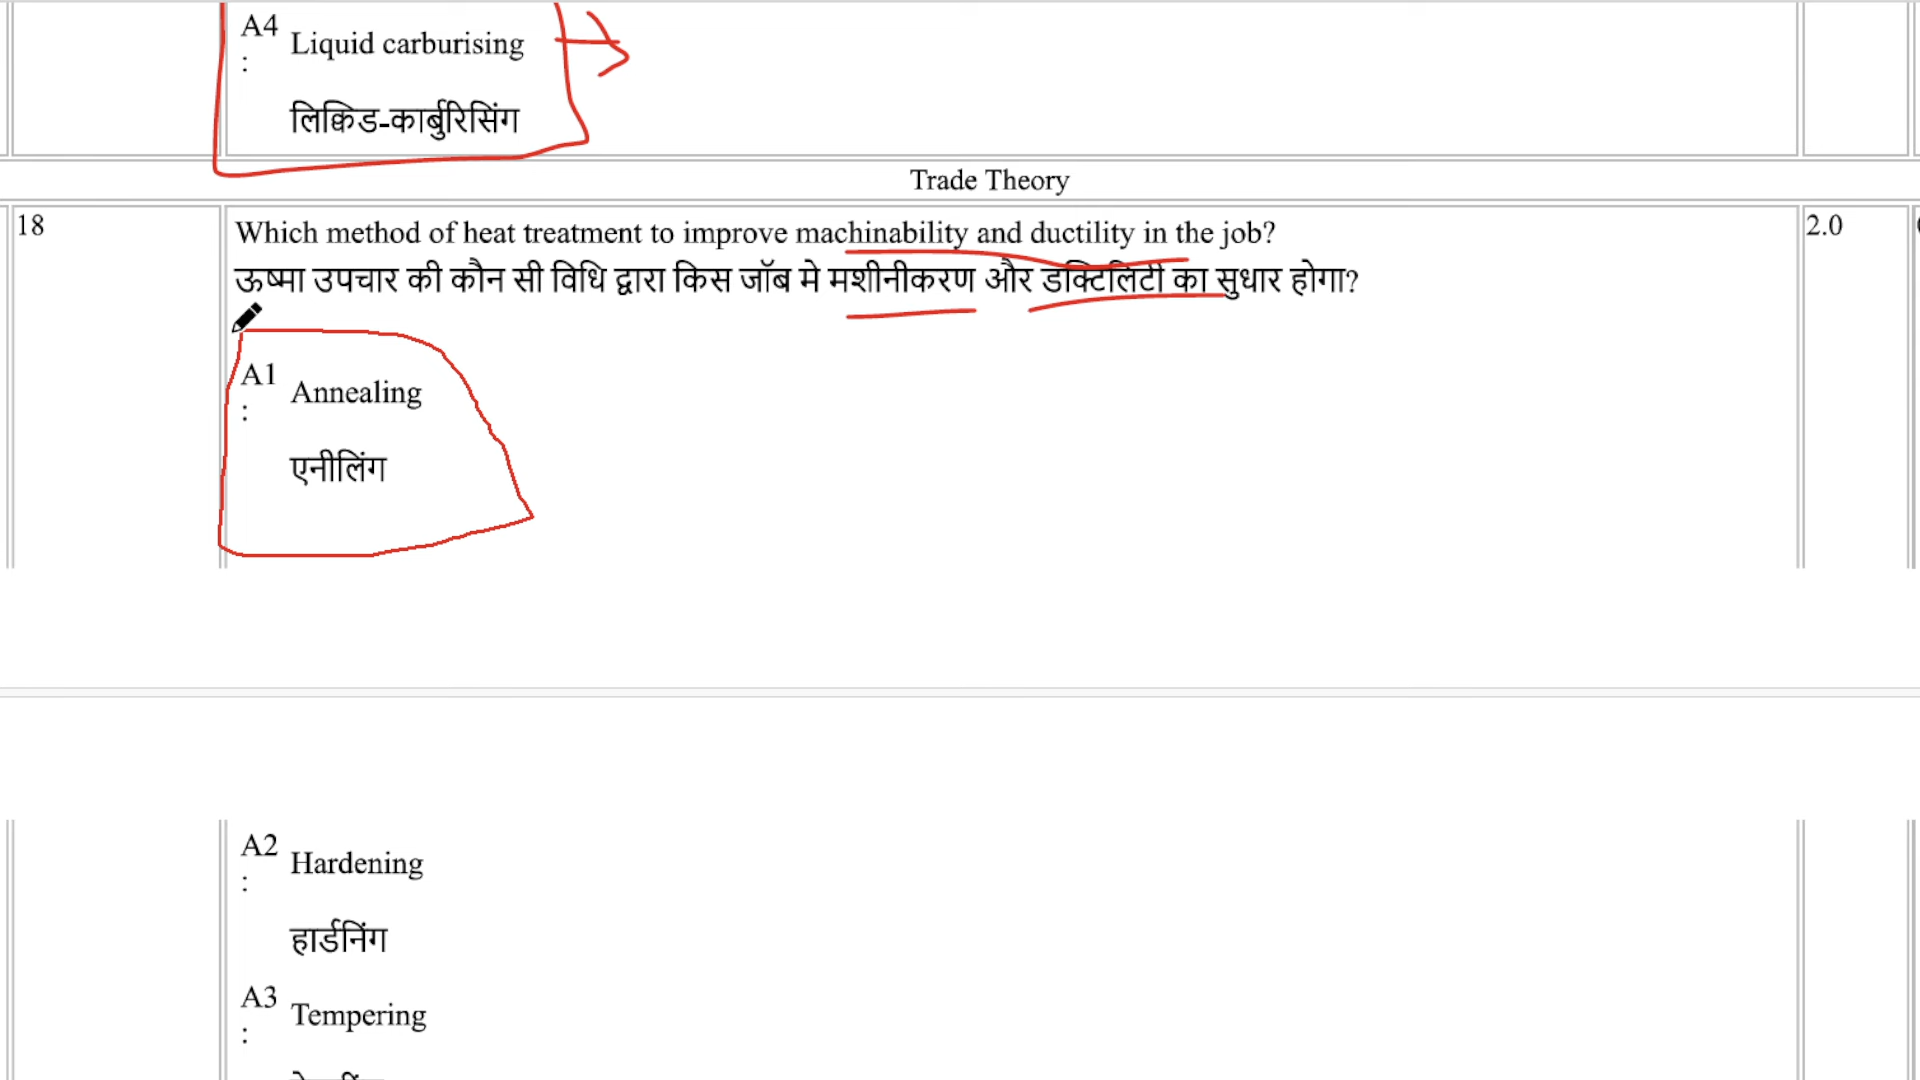 A4
:
Liquid carburising
लिक्विड-कार्बुरिसिंग
Trade Theory
18
Which method of heat treatment to improve machinability and ductility in the job?
2.0
ऊष्मा उपचार की कौन सी विधि द्वारा किस जॉब मे मशीनीकरण और डक्टिलिटी का सुधार होगा?
A1
:
Annealing
एनीलिंग
A2
:
Hardening
हार्डनिंग
A3
:
Tempering